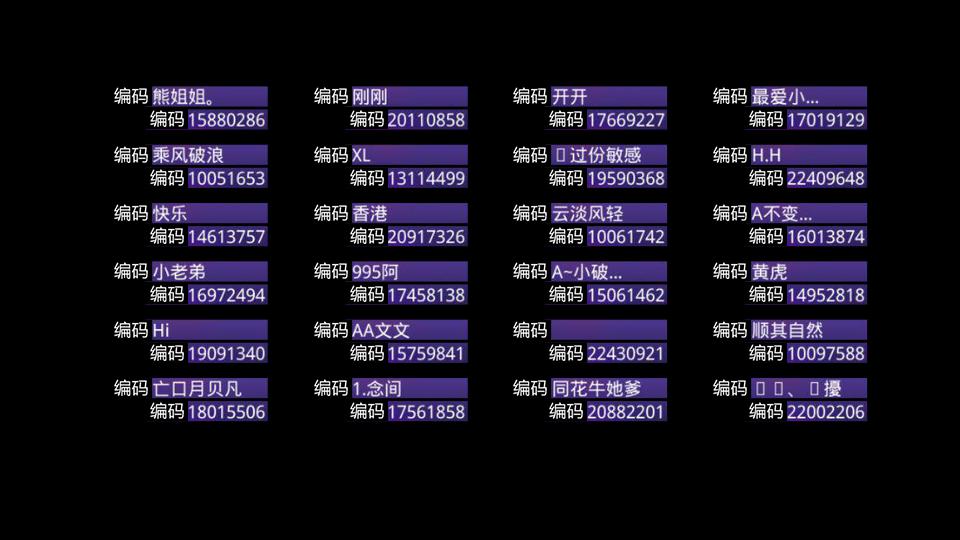 编码 熊姐姐。 编码 刚刚 编码 开开 编码 最爱小...
编码 15880286 编码 20110858 编码 17669227 编码 17019129
编码 乘风破浪 编码 XL 编码 过份敏感 编码 H.H
编码 10051653 编码 13114499 编码 19590368 编码 22409648
编码 快乐 编码 香港 编码 云淡风轻 编码 A不变...
编码 14613757 编码 20917326 编码 10061742 编码 16013874
编码 小老弟 编码 995阿 编码 A~小破... 编码 黄虎
编码 16972494 编码 17458138 编码 15061462 编码 14952818
编码 Hi 编码 AA文文 编码 编码 顺其自然
编码 19091340 编码 15759841 编码 22430921 编码 10097588
编码 亡口月贝凡 编码 1.念间 编码 同花牛她爹 编码 、 擾
编码 18015506 编码 17561858 编码 20882201 编码 22002206